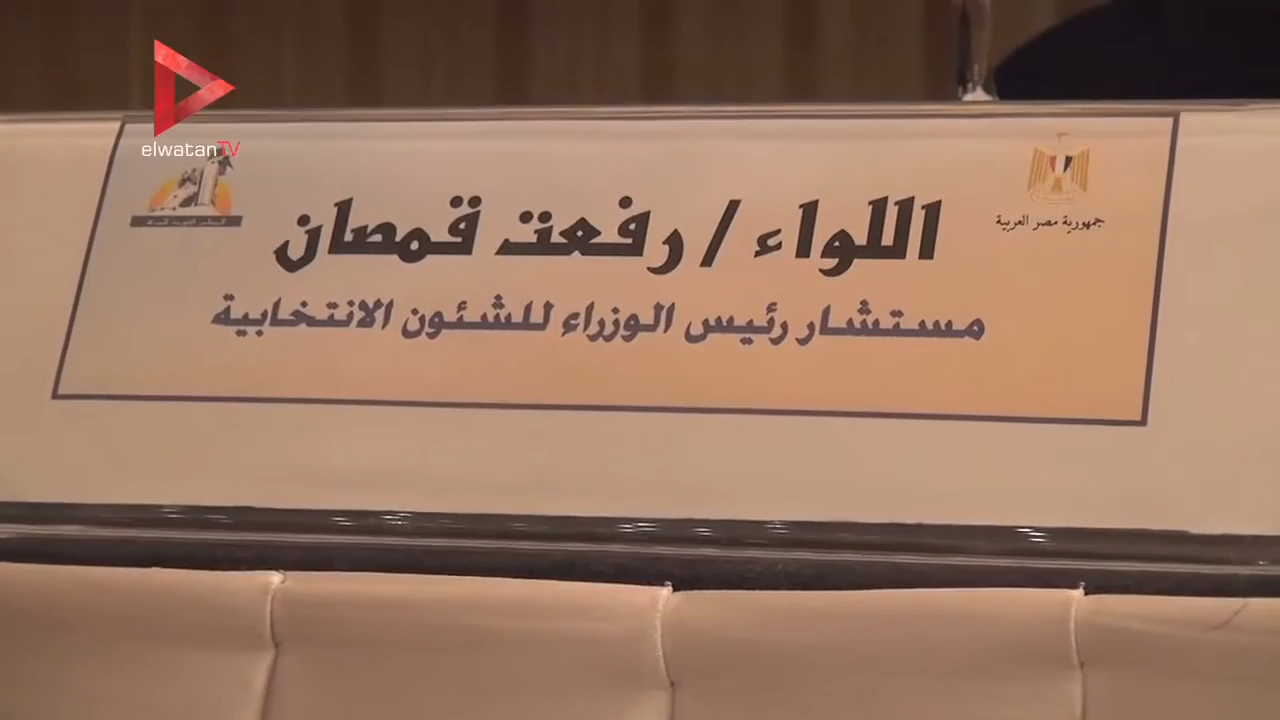 elwatanTV
جمهورية مصر العربية
اللواء / رفعت قمصان
مستشار رئيس الوزراء للشئون الانتخابية